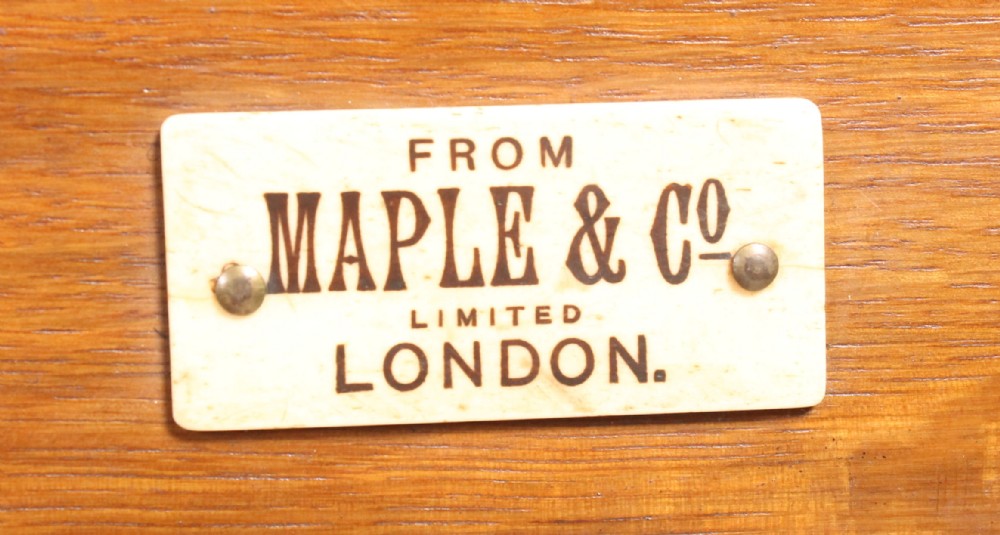 FROM
MAPLE & Cº
LIMITED
LONDON.